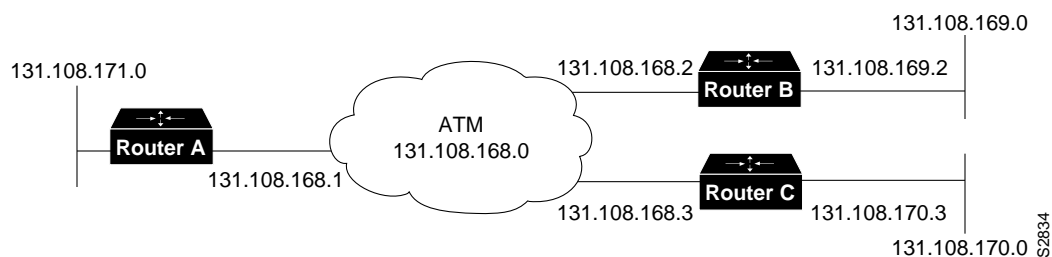 131.108.169.0
131.108.171.0
131.108.168.2
Router B
131.108.169.2
Router A
ATM
131.108.168.0
131.108.168.1
Router C
131.108.168.3
131.108.170.3
131.108.170.0
S2834